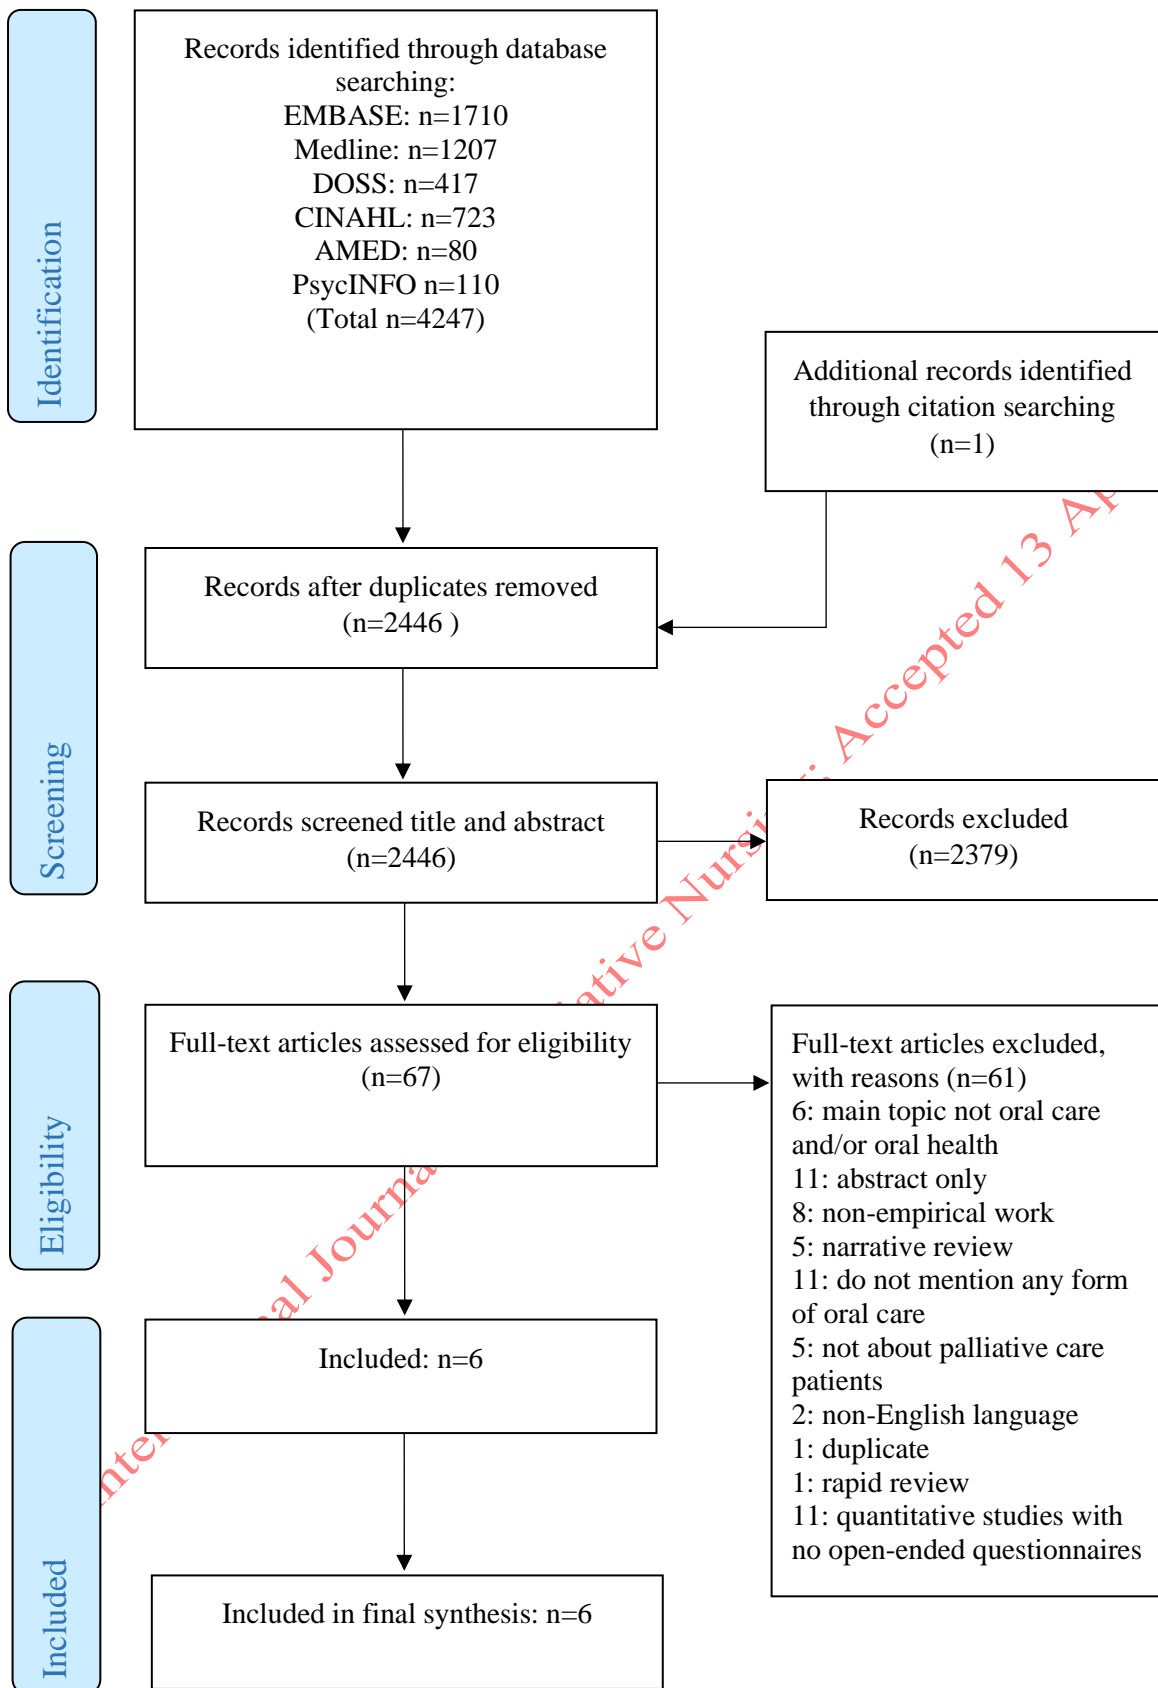 Identification
Records identified through database
searching:
EMBASE: n=1710
Medline: n=1207
DOSS: n=417
CINAHL: n=723
AMED: n=80
PsycINFO n=110
(Total n=4247)
Additional records identified
through citation searching
(n=1)
Screening
Records after duplicates removed
(n=2446 )
Records screened title and abstract
(n=2446)
Records excluded
(n=2379)
Eligibility
Full-text articles assessed for eligibility
(n=67)
Full-text articles excluded,
with reasons (n=61)
6: main topic not oral care
and/or oral health
11: abstract only
8: non-empirical work
5: narrative review
11: do not mention any form
of oral care
5: not about palliative care
patients
2: non-English language
1: duplicate
1: rapid review
11: quantitative studies with
no open-ended questionnaires
Included
Included: n=6
Included in final synthesis: n=6
Accepted 13